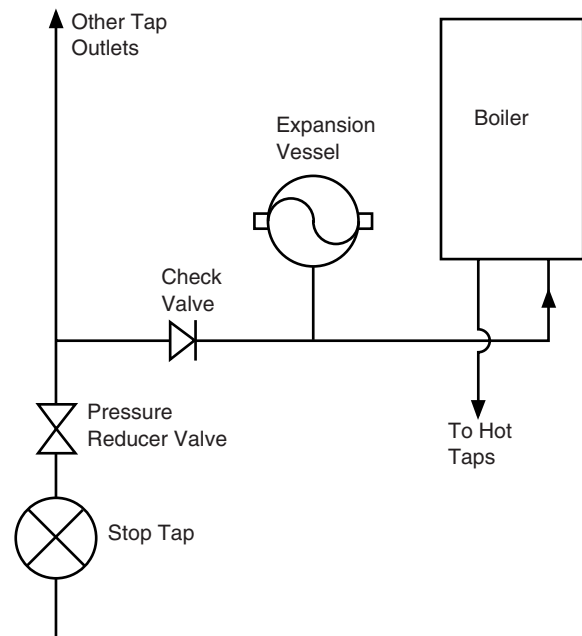 Other Tap
Outlets
Boiler
Expansion
Vessel
Check
Valve
Pressure
Reducer Valve
To Hot
Taps
Stop Tap